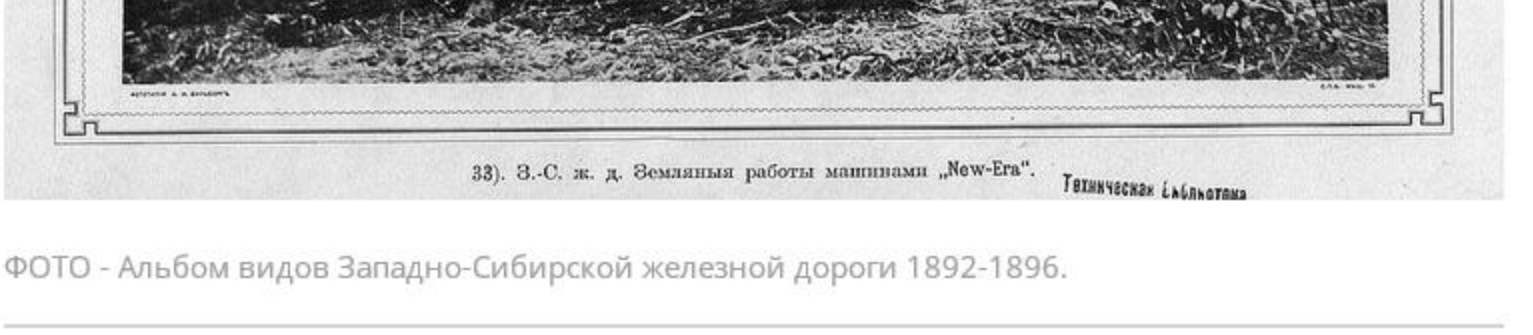 33). З.-С. ж. д. Земляныя работы машинами „New-Era“.
Техническая Библиотека
ФОТО - Альбом видов Западно-Сибирской железной дороги 1892-1896.